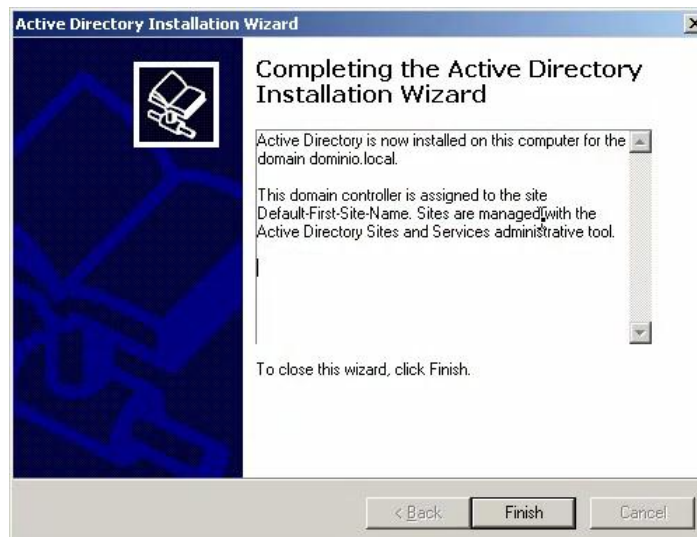 Active Directory Installation Wizard
Completing the Active Directory
Installation Wizard
Active Directory is now installed on this computer for the
domain dominio.local.
This domain controller is assigned to the site
Default-First-Site-Name. Sites are managed with the
Active Directory Sites and Services administrative tool.
To close this wizard, click Finish.
< Back Finish Cancel